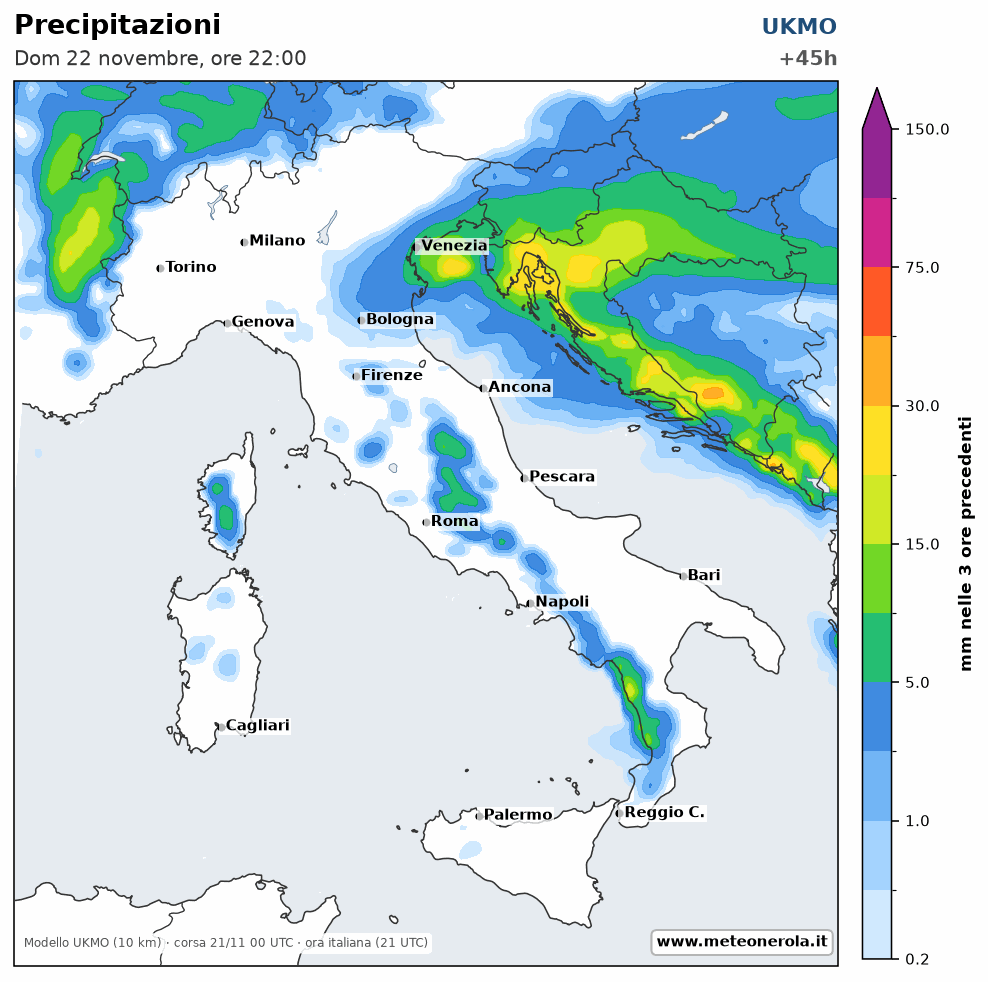 Precipitazioni
UKMO
Dom 22 novembre, ore 22:00
+45h
150.0
Venezia
Milano
Torino
75.0
Genova
Bologna
Firenze
Ancona
30.0
Pescara
Roma
15.0
Bari
Napoli
5.0
Cagliari
Palermo
Reggio C.
1.0
0.2
mm nelle 3 ore precedenti
Modello UKMO (10 km) · corsa 21/11 00 UTC · ora italiana (21 UTC)
www.meteonerola.it